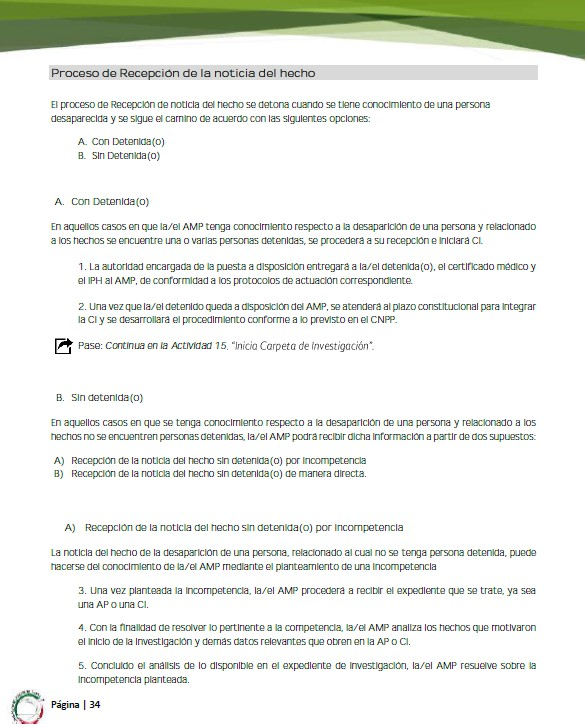 Proceso de Recepción de la noticia del hecho
El proceso de Recepción de noticia del hecho se detona cuando se tiene conocimiento de una persona
desaparecida y se sigue el camino de acuerdo con las siguientes opciones:
A. Con Detenida(o)
B. Sin Detenida(o)
A. Con Detenida(o)
En aquellos casos en que la/el AMP tenga conocimiento respecto a la desaparición de una persona y relacionado
a los hechos se encuentre una o varias personas detenidas, se procederá a su recepción e iniciará CI.
1. La autoridad encargada de la puesta a disposición entregará a la/el detenida(o), el certificado médico y
el IPH al AMP, de conformidad a los protocolos de actuación correspondiente.
2. Una vez que la/el detenido queda a disposición del AMP, se atenderá al plazo constitucional para integrar
la CI y se desarrollará el procedimiento conforme a lo previsto en el CNPP.
Pase: Continua en la Actividad 15. “Inicia Carpeta de Investigación”.
B. Sin detenida(o)
En aquellos casos en que se tenga conocimiento respecto a la desaparición de una persona y relacionado a los
hechos no se encuentren personas detenidas, la/el AMP podrá recibir dicha información a partir de dos supuestos:
A) Recepción de la noticia del hecho sin detenida(o) por incompetencia
B) Recepción de la noticia del hecho sin detenida(o) de manera directa.
A) Recepción de la noticia del hecho sin detenida(o) por incompetencia
La noticia del hecho de la desaparición de una persona, relacionado al cual no se tenga persona detenida, puede
hacerse del conocimiento de la/el AMP mediante el planteamiento de una incompetencia
3. Una vez planteada la incompetencia, la/el AMP procederá a recibir el expediente que se trate, ya sea
una AP o una CI.
4. Con la finalidad de resolver lo pertinente a la competencia, la/el AMP analiza los hechos que motivaron
el inicio de la investigación y demás datos relevantes que obren en la AP o CI.
5. Concluido el análisis de lo disponible en el expediente de investigación, la/el AMP resuelve sobre la
incompetencia planteada.
Página | 34